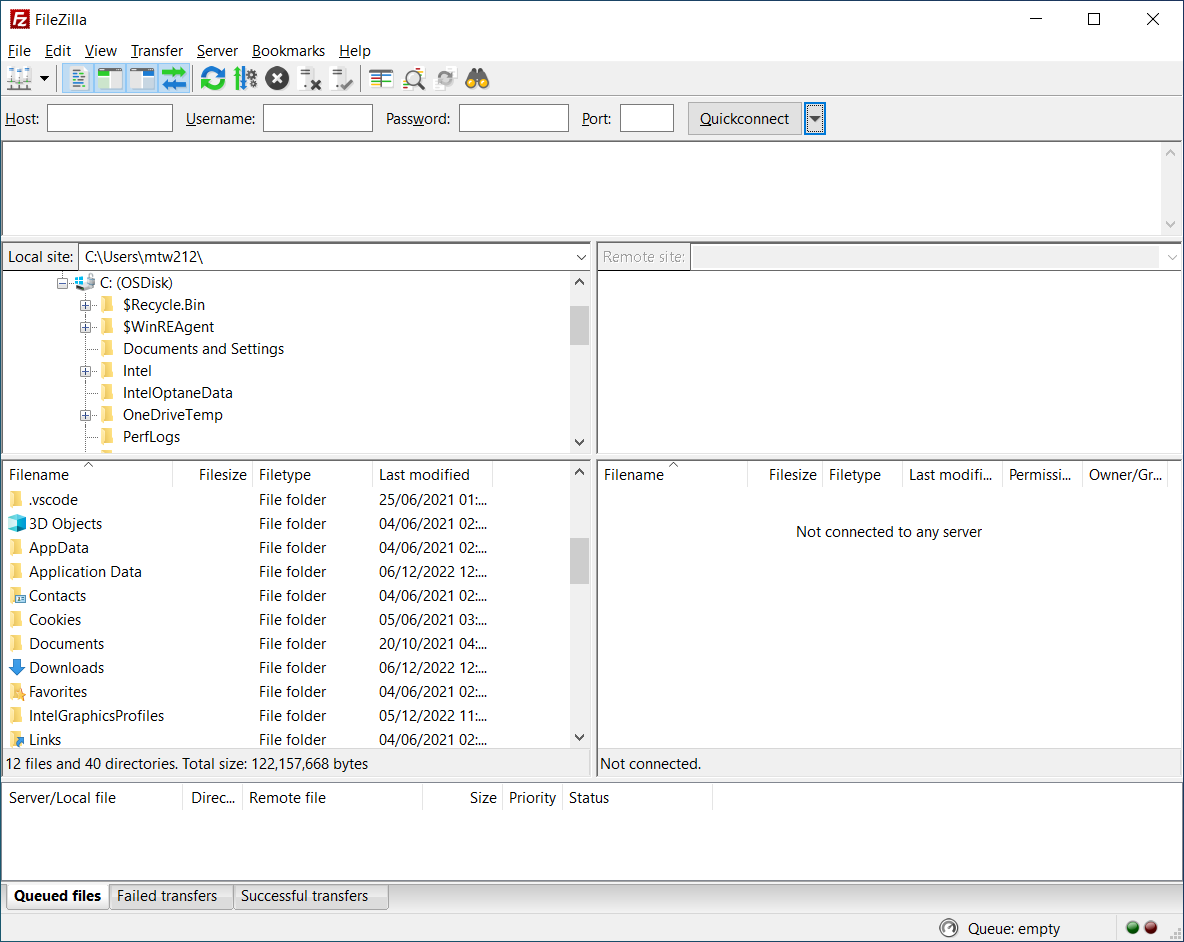 FileZilla
File Edit View Transfer Server Bookmarks Help
Host: Username: Password: Port: Quickconnect
Local site: C:\Users\mtw212\
Remote site:
C: (OSDisk)
$Recycle.Bin
$WinREAgent
Documents and Settings
Intel
IntelOptaneData
OneDriveTemp
PerfLogs
Filename Filesize Filetype Last modified
.vscode File folder 25/06/2021 01:...
3D Objects File folder 04/06/2021 02:...
AppData File folder 04/06/2021 02:...
Application Data File folder 06/12/2022 12:...
Contacts File folder 04/06/2021 02:...
Cookies File folder 05/06/2021 03:...
Documents File folder 20/10/2021 04:...
Downloads File folder 06/12/2022 12:...
Favorites File folder 04/06/2021 02:...
IntelGraphicsProfiles File folder 05/12/2022 11:...
Links File folder 04/06/2021 02:...
12 files and 40 directories. Total size: 122,157,668 bytes
Filename Filesize Filetype Last modifi... Permissi... Owner/Gr...
Not connected to any server
Not connected.
Server/Local file Direc... Remote file Size Priority Status
Queued files Failed transfers Successful transfers
Queue: empty